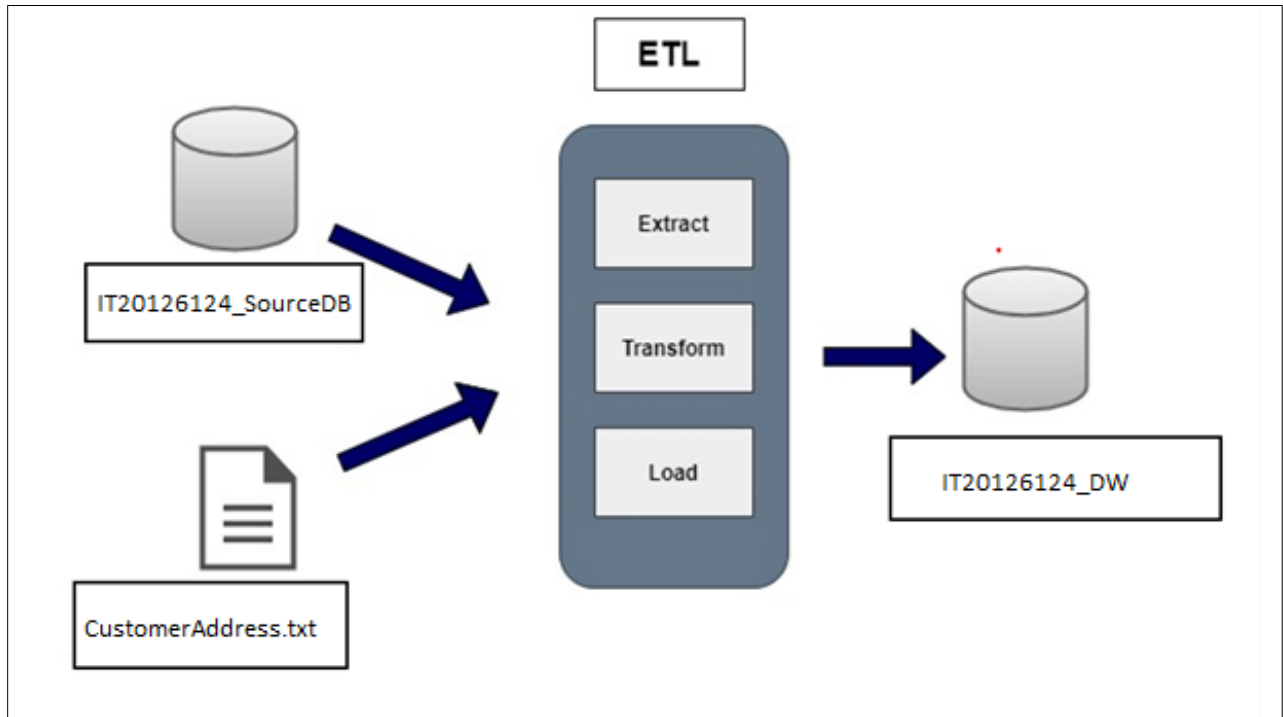 ETL
Extract
IT20126124_SourceDB
Transform
Load
IT20126124_DW
CustomerAddress.txt